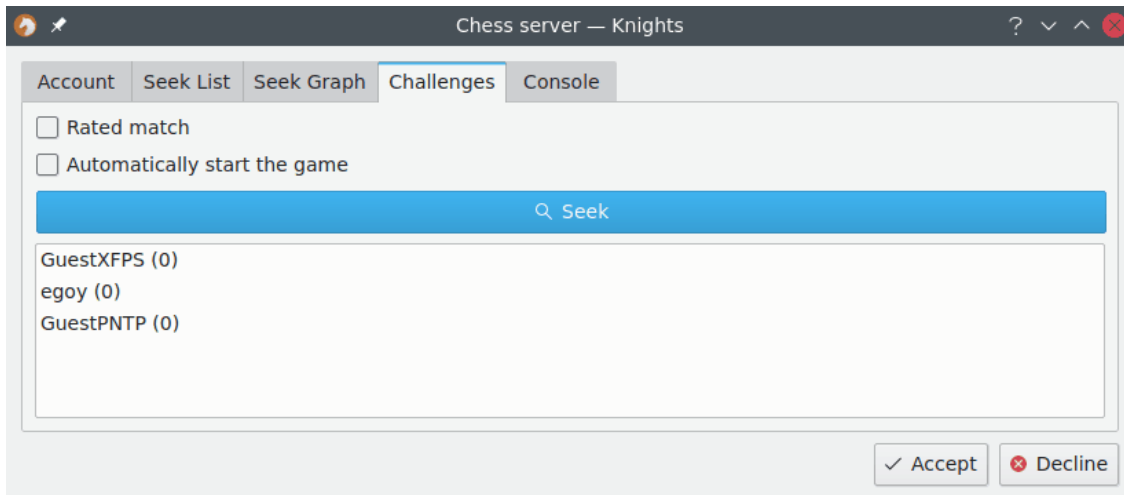 Chess server — Knights
Account Seek List Seek Graph Challenges Console
Rated match
Automatically start the game
Seek
GuestXFPS (0)
egoy (0)
GuestPNTP (0)
Accept Decline